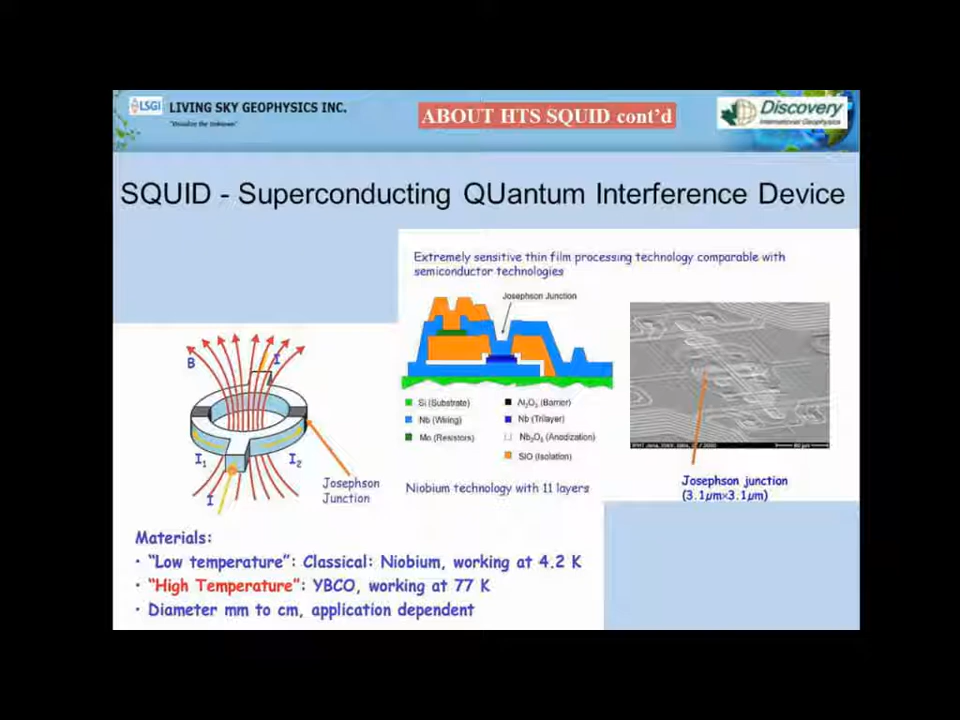 LSGI
LIVING SKY GEOPHYSICS INC.
ABOUT HTS SQUID cont'd
Discovery
International Geophysics
SQUID - Superconducting QUantum Interference Device
Extremely sensitive thin film processing technology comparable with
semiconductor technologies
Josephson Junction
B
I
I₁
I₂
I
Josephson
Junction
Si (Substrate)
Nb (Wiring)
Mo (Resistors)
Al₂O₃ (Barrier)
Nb (Trilayer)
Nb₂O₅ (Anodization)
SiO (Isolation)
Niobium technology with 11 layers
Josephson junction
(3.1µm×3.1µm)
Materials:
• "Low temperature": Classical: Niobium, working at 4.2 K
• "High Temperature": YBCO, working at 77 K
• Diameter mm to cm, application dependent